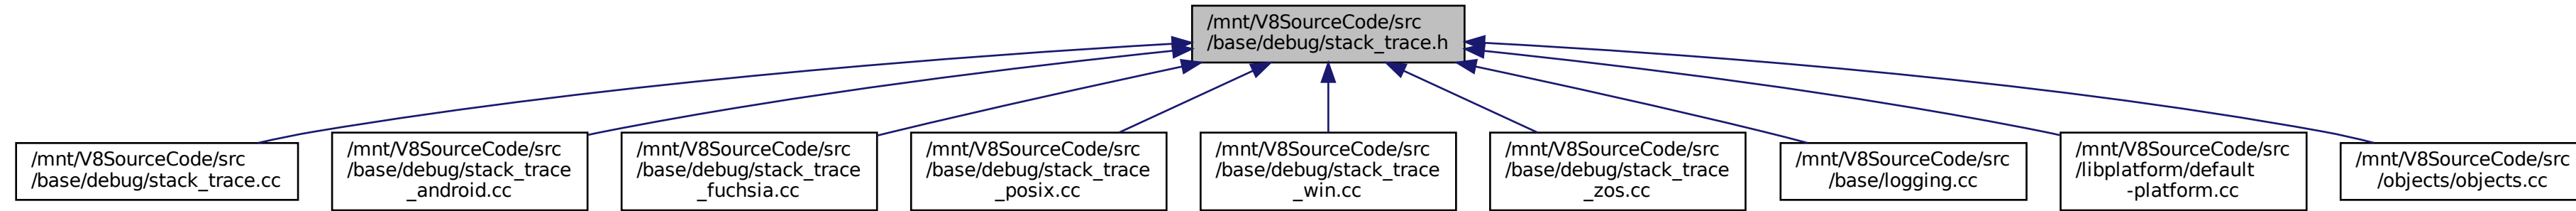 /mnt/V8SourceCode/src
/base/debug/stack_trace.h
/mnt/V8SourceCode/src
/base/debug/stack_trace.cc
/mnt/V8SourceCode/src
/base/debug/stack_trace
_android.cc
/mnt/V8SourceCode/src
/base/debug/stack_trace
_fuchsia.cc
/mnt/V8SourceCode/src
/base/debug/stack_trace
_posix.cc
/mnt/V8SourceCode/src
/base/debug/stack_trace
_win.cc
/mnt/V8SourceCode/src
/base/debug/stack_trace
_zos.cc
/mnt/V8SourceCode/src
/base/logging.cc
/mnt/V8SourceCode/src
/libplatform/default
-platform.cc
/mnt/V8SourceCode/src
/objects/objects.cc